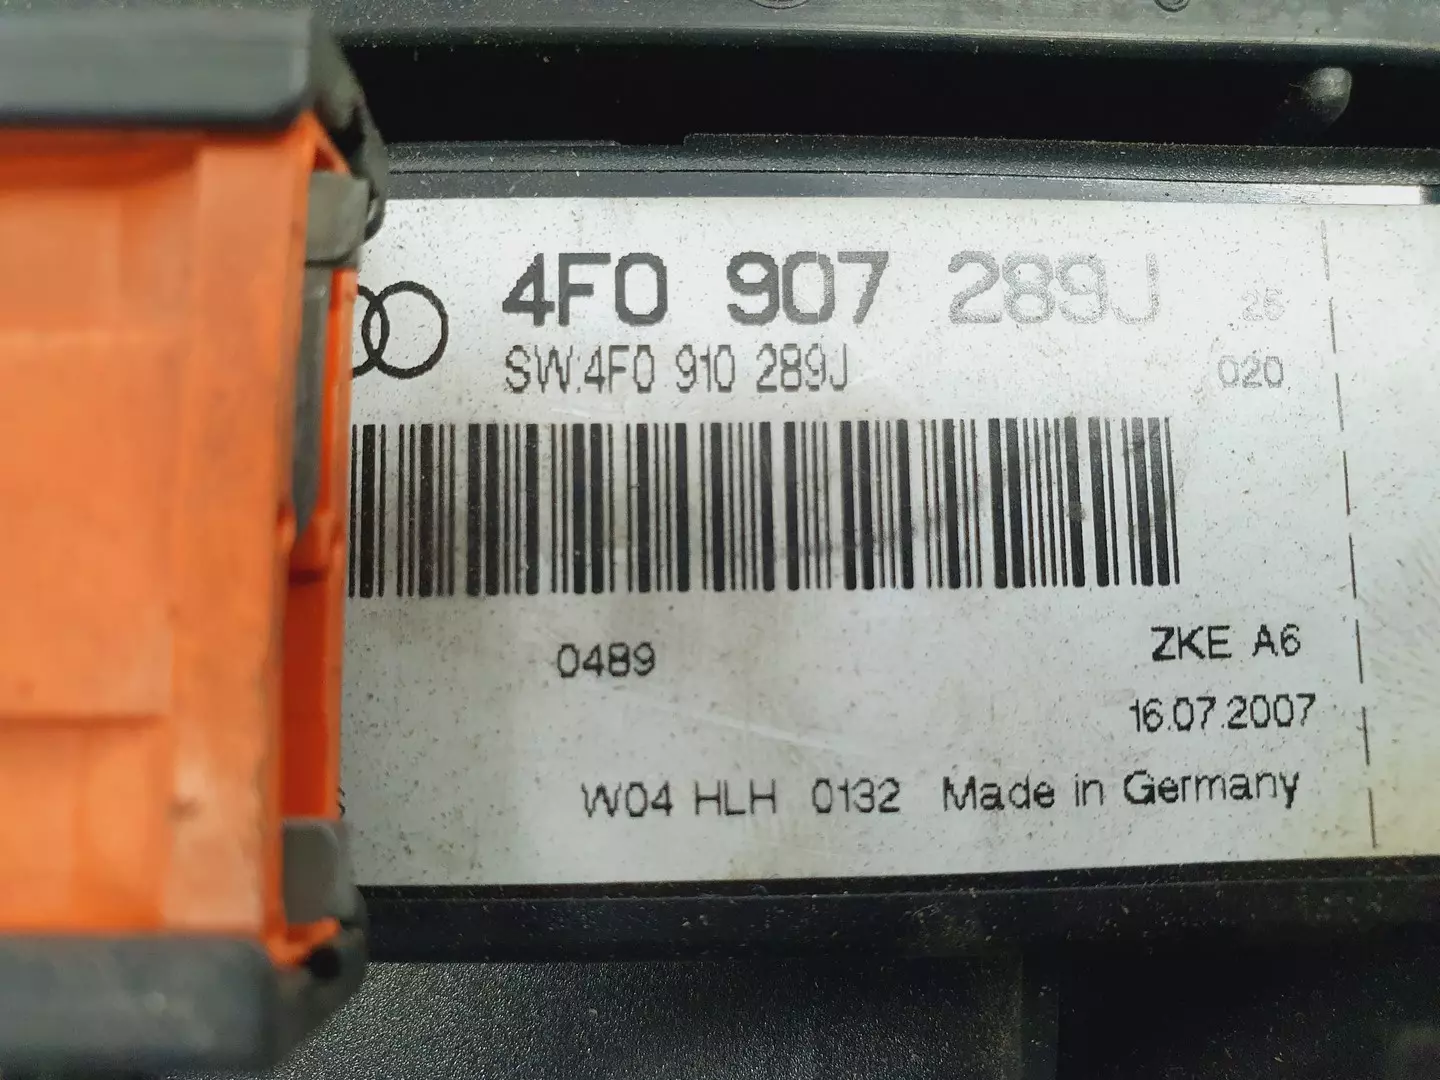 4F0 907 289J 25
SW:4F0 910 289J 020
0489
ZKE A6
16.07.2007
W04 HLH 0132 Made in Germany